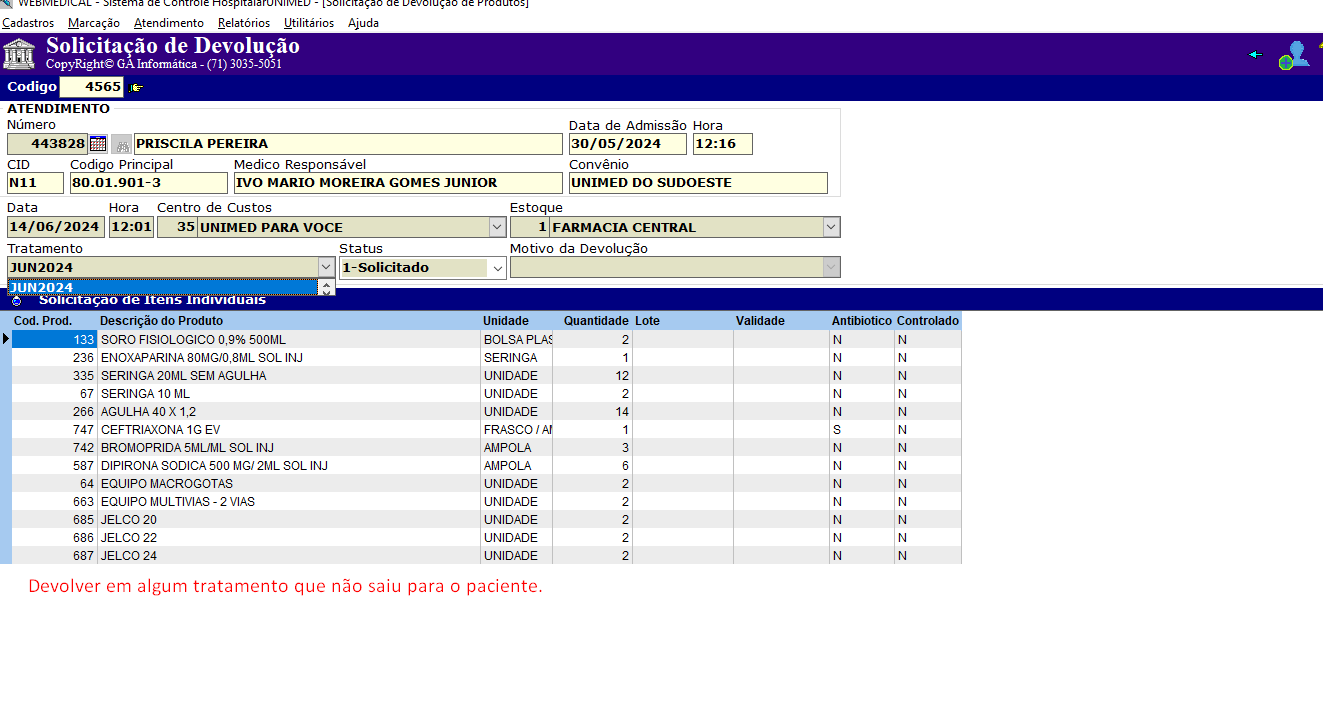 WEBMEDICAL - Sistema de Controle HospitalarUNIMED - [Solicitação de Devolução de Produtos]
Cadastros Marcação Atendimento Relatórios Utilitários Ajuda
Solicitação de Devolução
CopyRight© GA Informática - (71) 3035-5051
Codigo 4565
ATENDIMENTO
Número Data de Admissão Hora
443828 PRISCILA PEREIRA 30/05/2024 12:16
CID Codigo Principal Medico Responsável Convênio
N11 80.01.901-3 IVO MARIO MOREIRA GOMES JUNIOR UNIMED DO SUDOESTE
Data Hora Centro de Custos Estoque
14/06/2024 12:01 35 UNIMED PARA VOCE 1 FARMACIA CENTRAL
Tratamento Status Motivo da Devolução
JUN2024 1-Solicitado
JUN2024
Solicitação de Itens Individuais
Cod. Prod. Descrição do Produto Unidade Quantidade Lote Validade Antibiotico Controlado
133 SORO FISIOLOGICO 0,9% 500ML BOLSA PLAS 2 N N
236 ENOXAPARINA 80MG/0,8ML SOL INJ SERINGA 1 N N
335 SERINGA 20ML SEM AGULHA UNIDADE 12 N N
67 SERINGA 10 ML UNIDADE 2 N N
266 AGULHA 40 X 1,2 UNIDADE 14 N N
747 CEFTRIAXONA 1G EV FRASCO / AM 1 S N
742 BROMOPRIDA 5ML/ML SOL INJ AMPOLA 3 N N
587 DIPIRONA SODICA 500 MG/ 2ML SOL INJ AMPOLA 6 N N
64 EQUIPO MACROGOTAS UNIDADE 2 N N
663 EQUIPO MULTIVIAS - 2 VIAS UNIDADE 2 N N
685 JELCO 20 UNIDADE 2 N N
686 JELCO 22 UNIDADE 2 N N
687 JELCO 24 UNIDADE 2 N N
Devolver em algum tratamento que não saiu para o paciente.